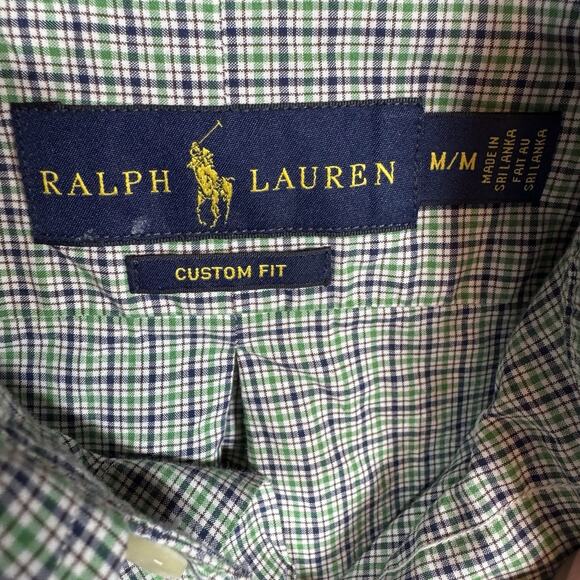 RALPH LAUREN
M/M
MADE IN
SRI LANKA
FAIT AU
SRI LANKA
CUSTOM FIT